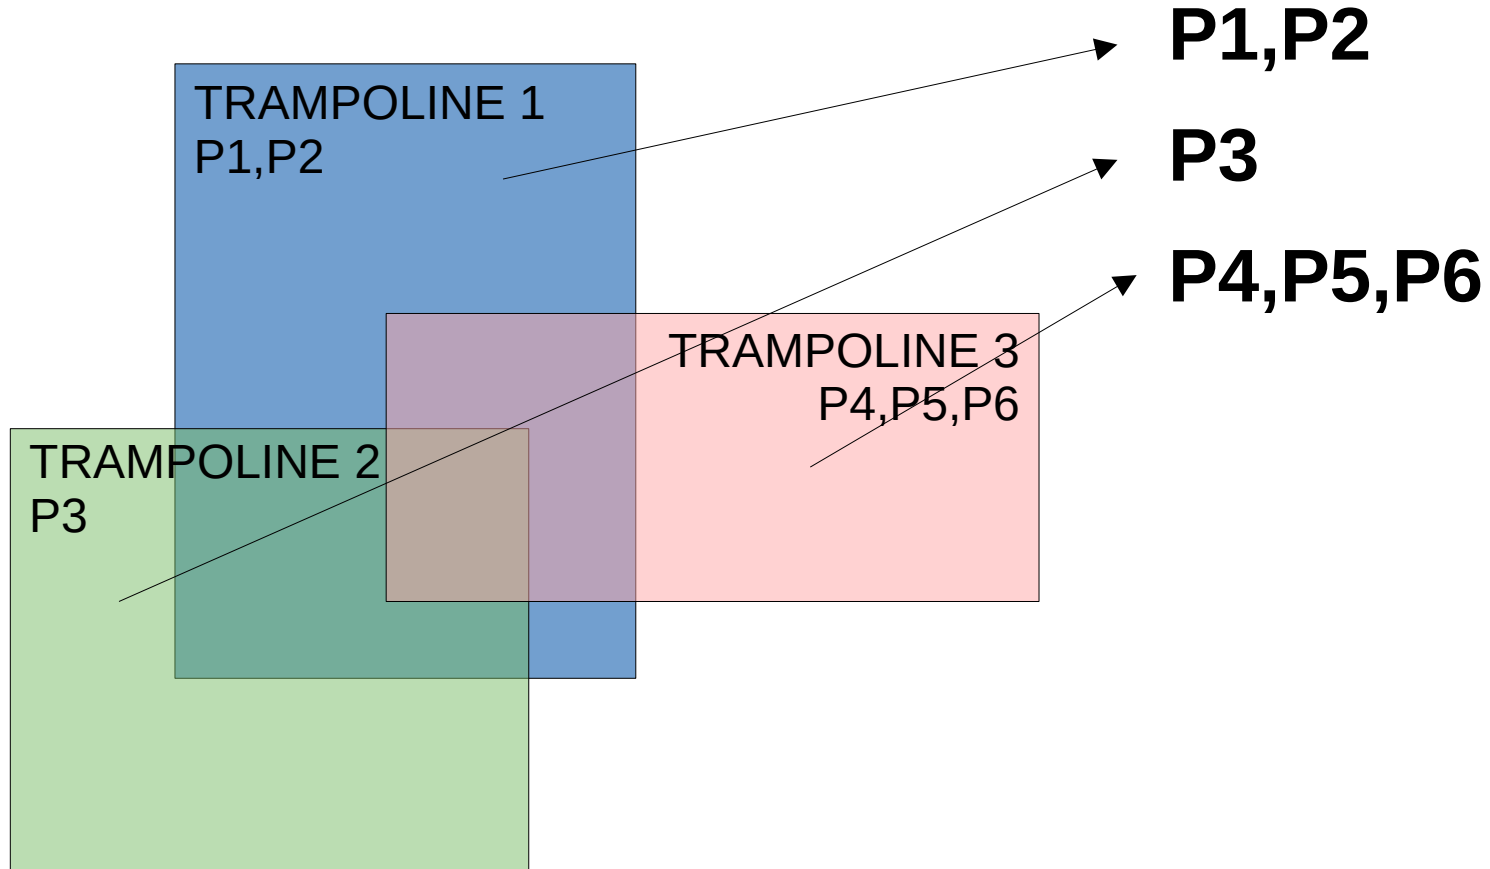 P1,P2
TRAMPOLINE 1
P1,P2
P3
P4,P5,P6
TRAMPOLINE 3
P4,P5,P6
TRAMPOLINE 2
P3